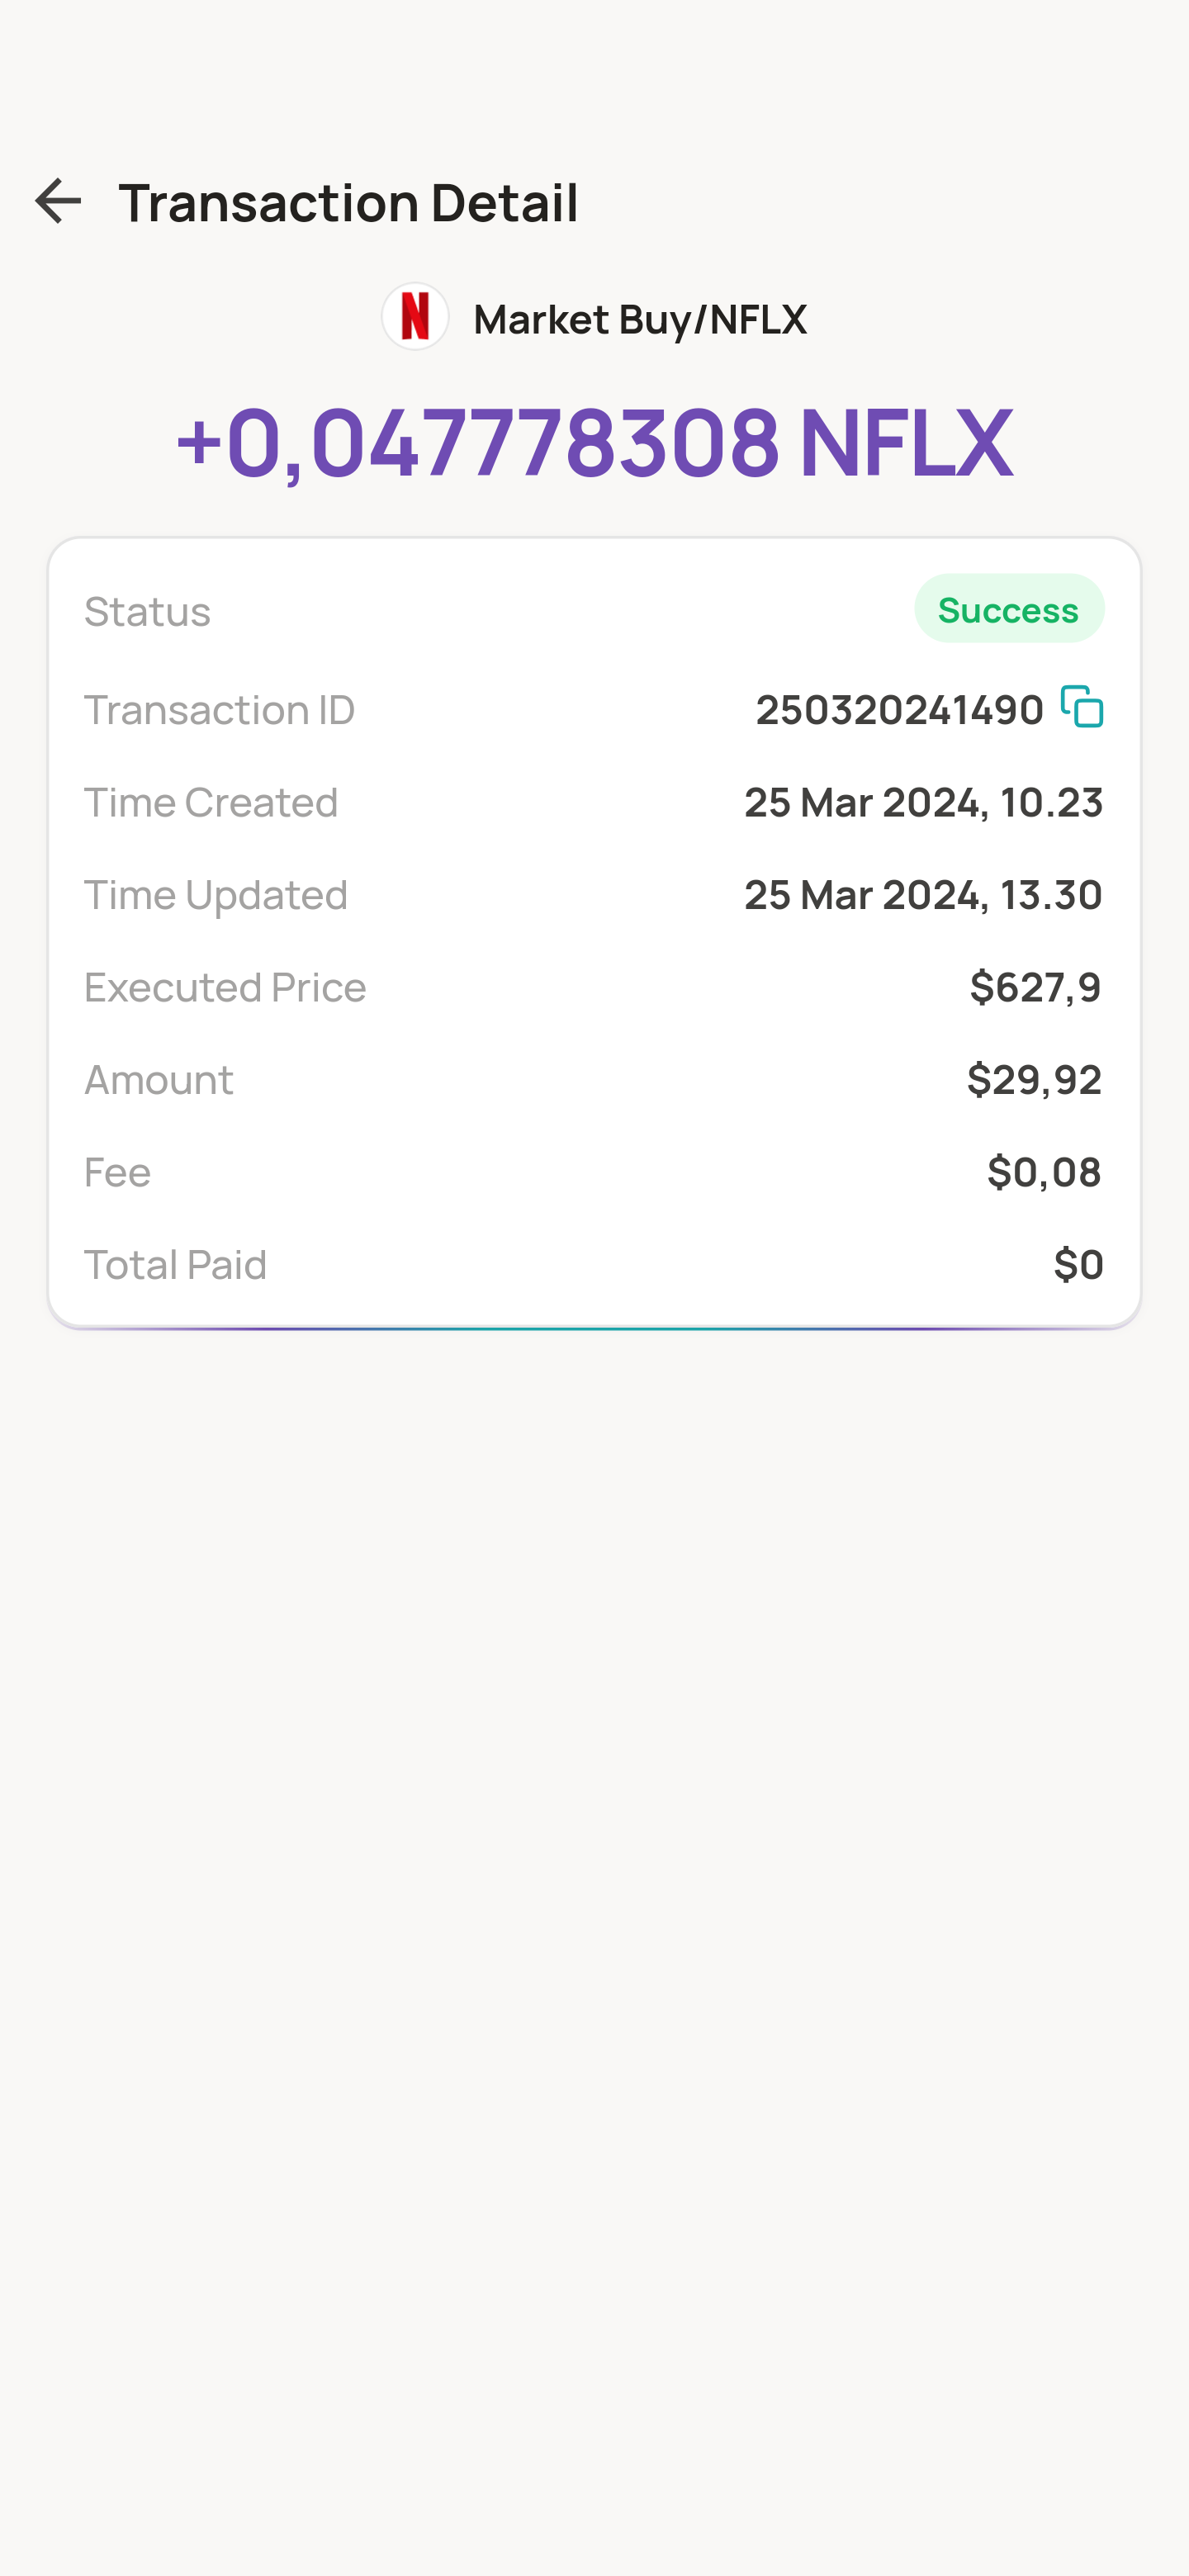 Transaction Detail
Market Buy/NFLX
+0,047778308 NFLX
Status Success
Transaction ID 250320241490
Time Created 25 Mar 2024, 10.23
Time Updated 25 Mar 2024, 13.30
Executed Price $627,9
Amount $29,92
Fee $0,08
Total Paid $0